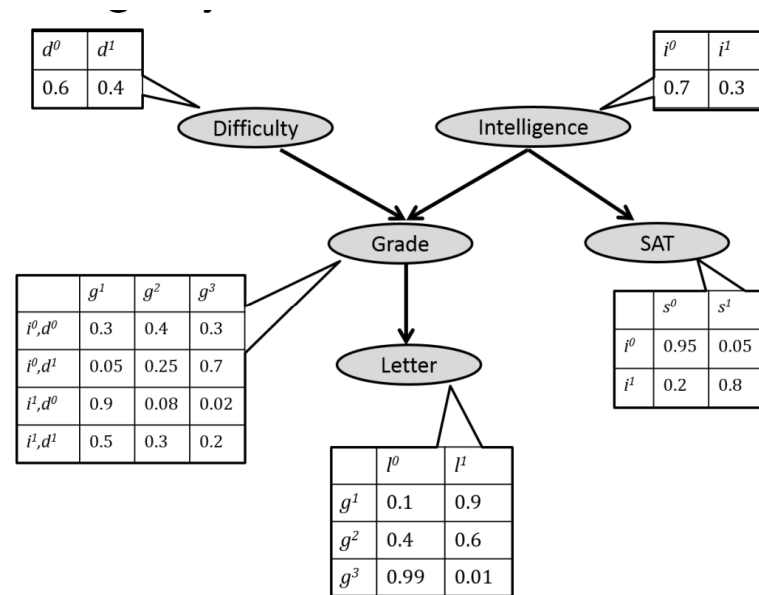 d⁰ d¹
0.6 0.4
i⁰ i¹
0.7 0.3
Difficulty
Intelligence
Grade
SAT
g¹ g² g³
i⁰,d⁰ 0.3 0.4 0.3
i⁰,d¹ 0.05 0.25 0.7
i¹,d⁰ 0.9 0.08 0.02
i¹,d¹ 0.5 0.3 0.2
s⁰ s¹
i⁰ 0.95 0.05
i¹ 0.2 0.8
Letter
l⁰ l¹
g¹ 0.1 0.9
g² 0.4 0.6
g³ 0.99 0.01